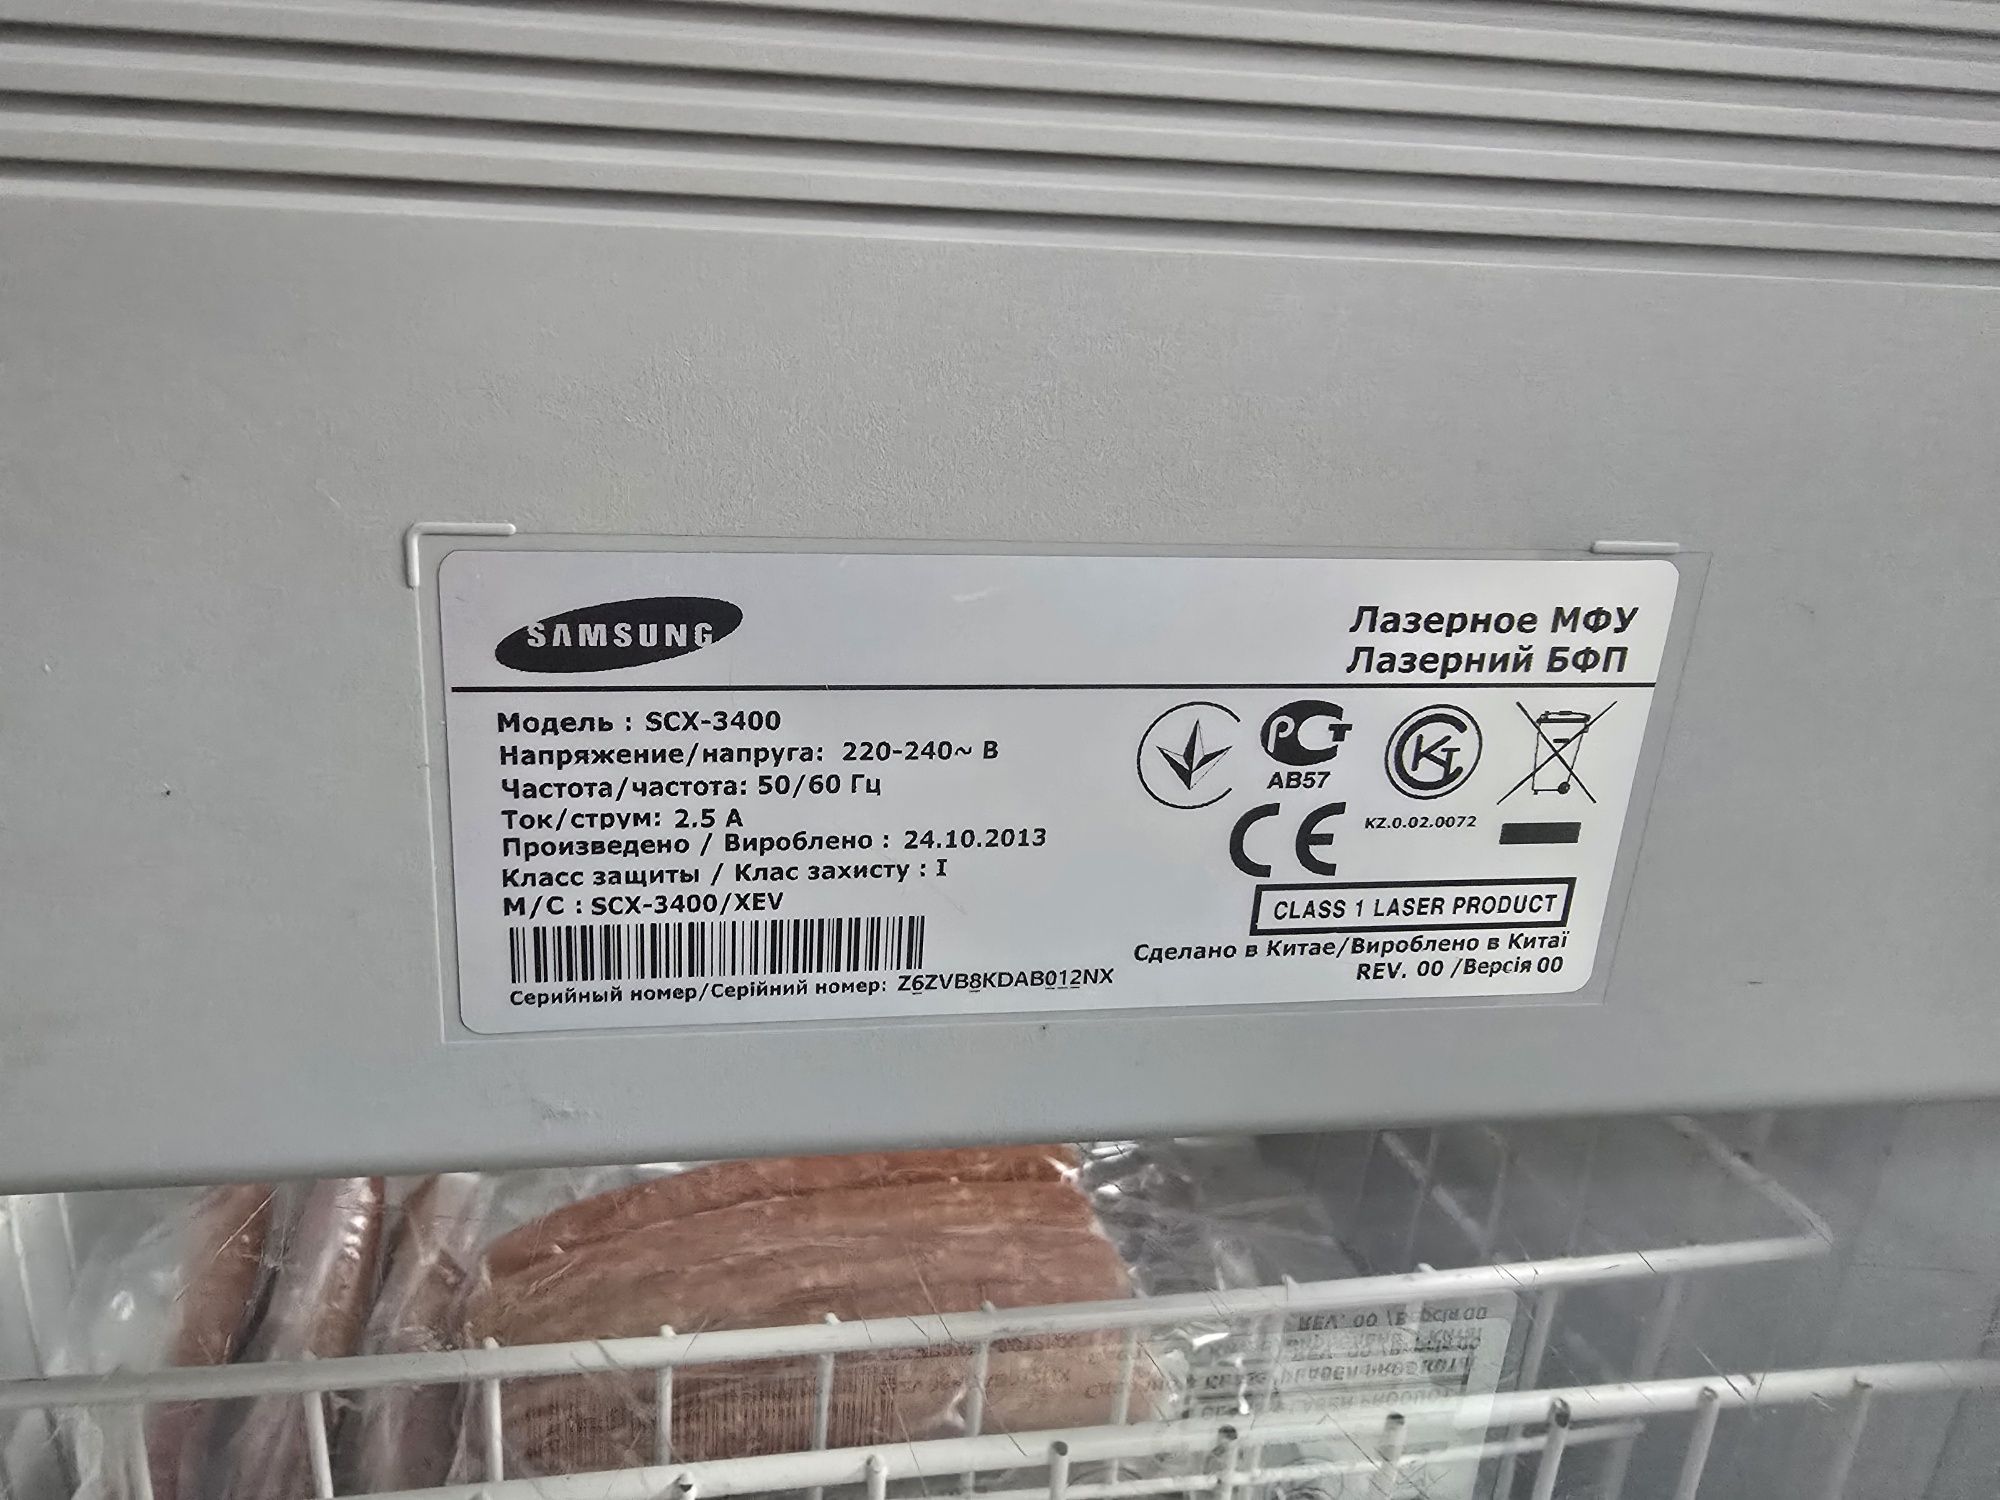 SAMSUNG
Лазерное МФУ
Лазерний БФП
Модель : SCX-3400
Напряжение/напруга: 220-240~ В
Частота/частота: 50/60 Гц
Ток/струм: 2.5 А
Произведено / Вироблено : 24.10.2013
Класс защиты / Клас захисту : I
M/C : SCX-3400/XEV
Серийный номер/Серійний номер: Z6ZVB8KDAB012NX
РСТ
АВ57
KZ.0.02.0072
CE
CLASS 1 LASER PRODUCT
Сделано в Китае/Вироблено в Китаї
REV. 00 /Версія 00